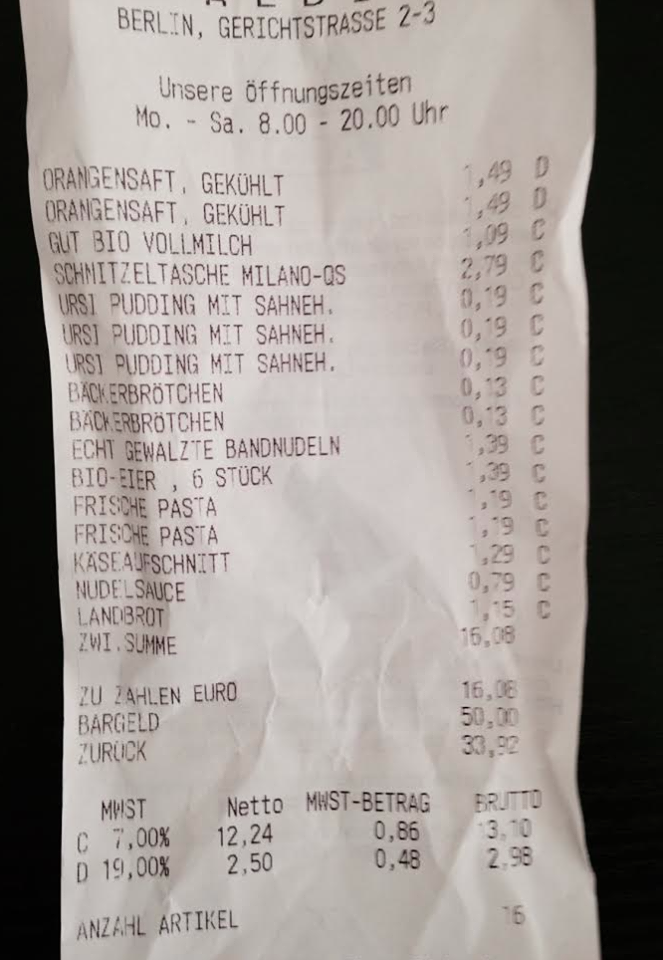 BERLIN, GERICHTSTRASSE 2-3
Unsere Öffnungszeiten
Mo. - Sa. 8.00 - 20.00 Uhr
ORANGENSAFT, GEKÜHLT 1,49 D
ORANGENSAFT, GEKÜHLT 1,49 D
GUT BIO VOLLMILCH 1,09 C
SCHNITZELTASCHE MILANO-QS 2,79 C
URSI PUDDING MIT SAHNEH. 0,19 C
URSI PUDDING MIT SAHNEH. 0,19 C
URSI PUDDING MIT SAHNEH. 0,19 C
BÄCKERBRÖTCHEN 0,13 C
BÄCKERBRÖTCHEN 0,13 C
ECHT GEWALZTE BANDNUDELN 1,39 C
BIO-EIER , 6 STÜCK 1,39 C
FRISCHE PASTA 1,19 C
FRISCHE PASTA 1,19 C
KÄSEAUFSCHNITT 1,29 C
NUDELSAUCE 0,79 C
LANDBROT 1,15 C
ZWI.SUMME 16,08
ZU ZAHLEN EURO 16,08
BARGELD 50,00
ZURÜCK 33,92
MWST Netto MWST-BETRAG BRUTTO
C 7,00% 12,24 0,86 13,10
D 19,00% 2,50 0,48 2,98
ANZAHL ARTIKEL 16